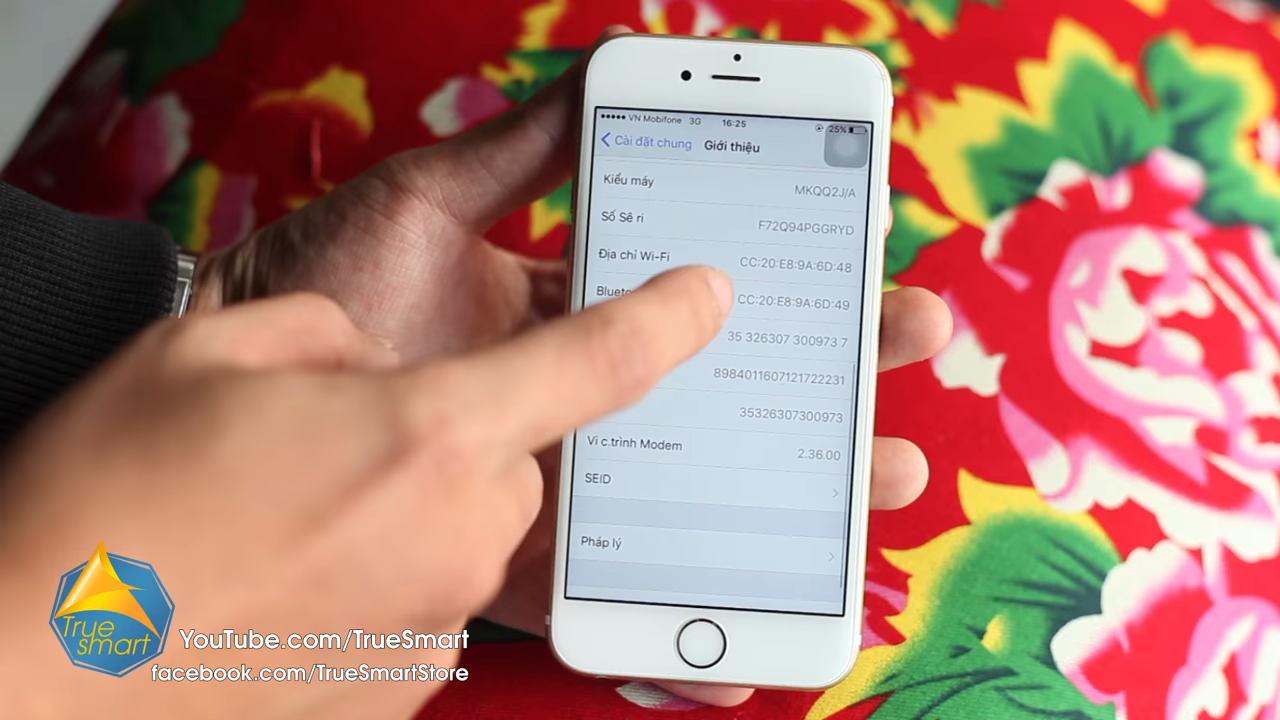 VN Mobifone 3G 16:25 25%
Cài đặt chung Giới thiệu
Kiểu máy MKQQ2J/A
Số Sê ri F72Q94PGGRYD
Địa chỉ Wi-Fi CC:20:E8:9A:6D:48
CC:20:E8:9A:6D:49
35 326307 300973 7
8984011607121722231
35326307300973
Vi c.trình Modem 2.36.00
SEID
Pháp lý
True
smart
YouTube.com/TrueSmart
facebook.com/TrueSmartStore